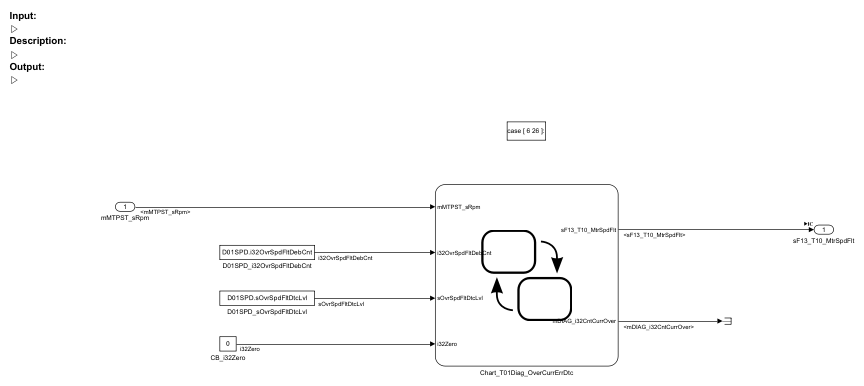 Input:
Description:
Output:
case [ 6 26 ]:
1
<mMTPST_sRpm>
mMTPST_sRpm
mMTPST_sRpm
sF13_T10_MtrSpdFlt
<sF13_T10_MtrSpdFlt>
IC
1
sF13_T10_MtrSpdFlt
D01SPD.i32OvrSpdFltDebCnt
i32OvrSpdFltDebCnt
D01SPD_i32OvrSpdFltDebCnt
i32OvrSpdFltDebCnt
D01SPD.sOvrSpdFltDtcLvl
sOvrSpdFltDtcLvl
D01SPD_sOvrSpdFltDtcLvl
sOvrSpdFltDtcLvl
mDIAG_i32CntCurrOver
<mDIAG_i32CntCurrOver>
0
i32Zero
CB_i32Zero
i32Zero
Chart_T01Diag_OverCurrErrDtc